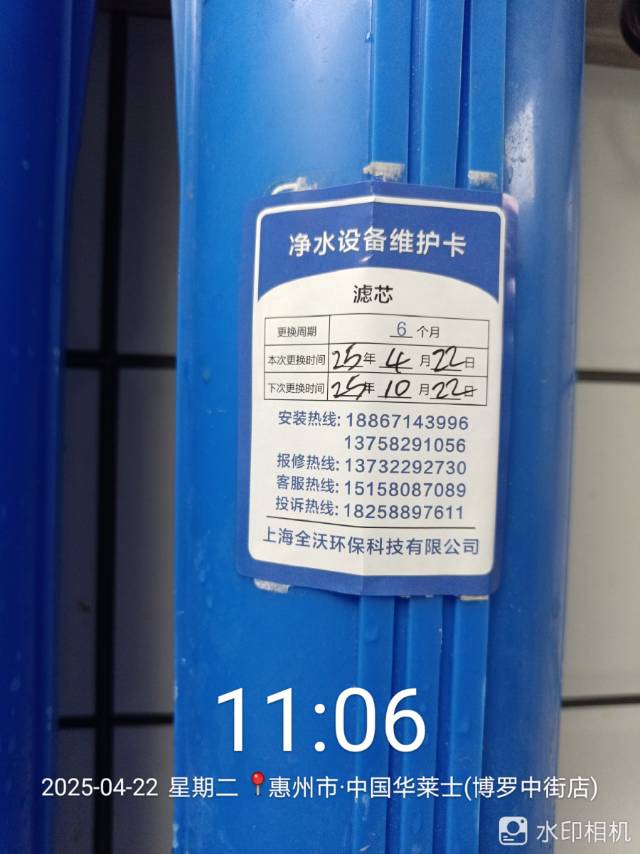 净水设备维护卡
滤芯
更换周期 6 个月
本次更换时间 25年 4 月 22 日
下次更换时间 25年 10 月 22 日
安装热线: 18867143996
13758291056
报修热线: 13732292730
客服热线: 15158087089
投诉热线: 18258897611
上海全沃环保科技有限公司
11:06
2025-04-22 星期二 📍惠州市·中国华莱士(博罗中街店)
水印相机